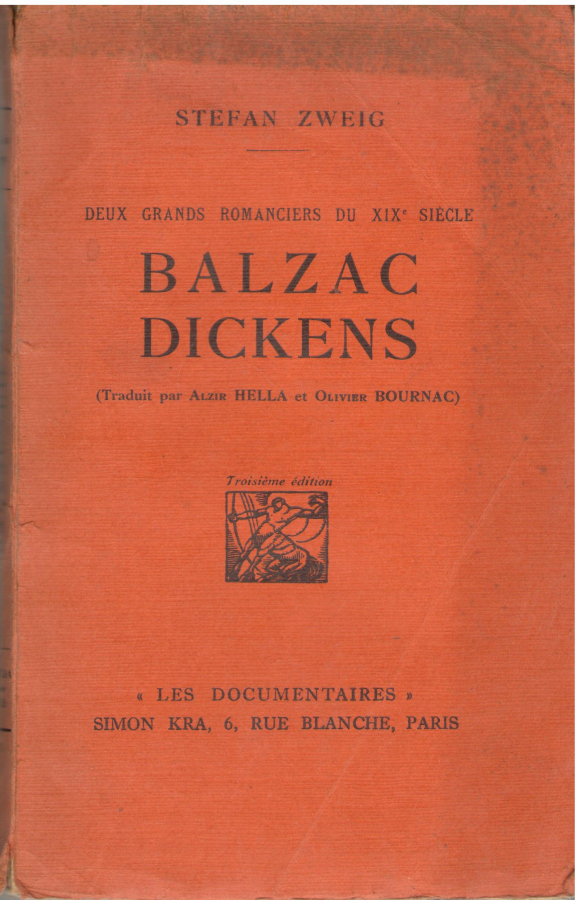 STEFAN ZWEIG
DEUX GRANDS ROMANCIERS DU XIXe SIÈCLE
BALZAC
DICKENS
(Traduit par ALZIR HELLA et OLIVIER BOURNAC)
Troisième édition
« LES DOCUMENTAIRES »
SIMON KRA, 6, RUE BLANCHE, PARIS